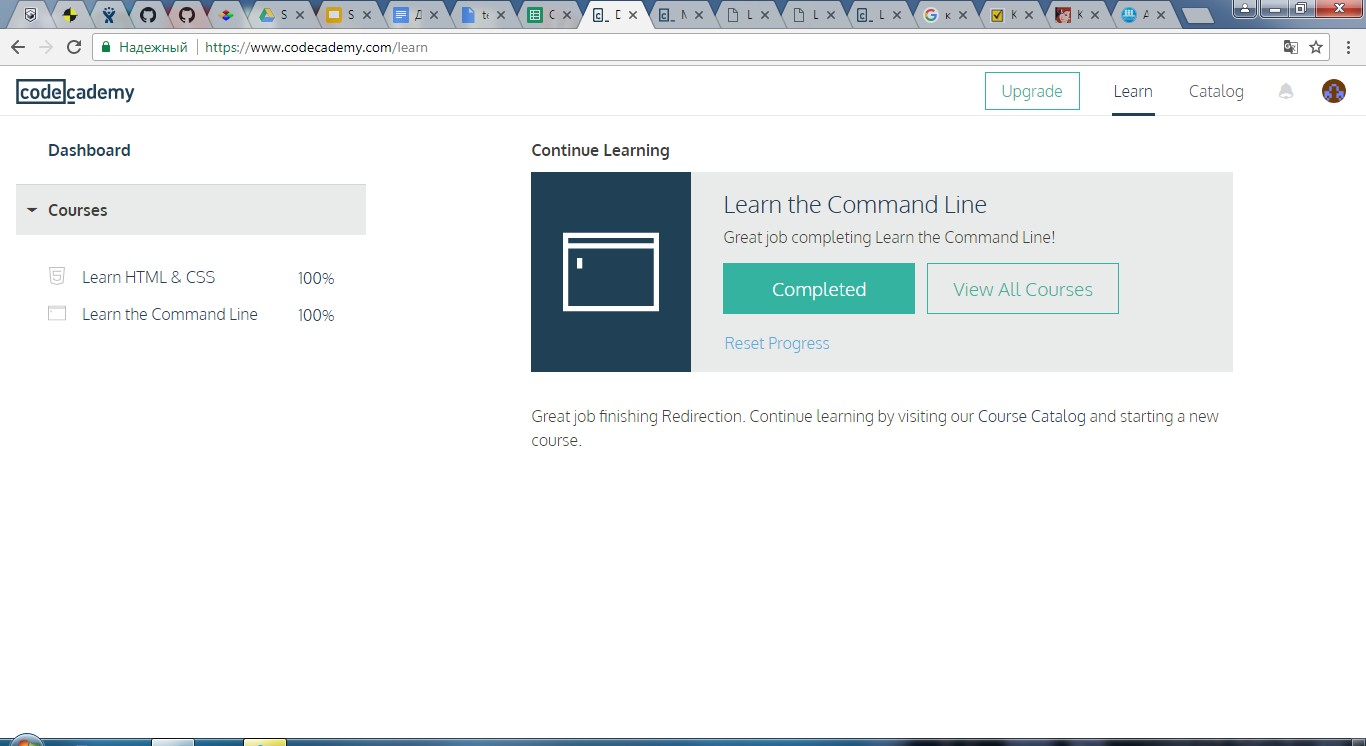 S
S
Д
te
C
L
L
L
к
K
K
Надежный
https://www.codecademy.com/learn
codecademy
Upgrade
Learn
Catalog
Dashboard
Continue Learning
Courses
Learn the Command Line
Great job completing Learn the Command Line!
Completed
View All Courses
Reset Progress
Learn HTML & CSS 100%
Learn the Command Line 100%
Great job finishing Redirection. Continue learning by visiting our Course Catalog and starting a new
course.